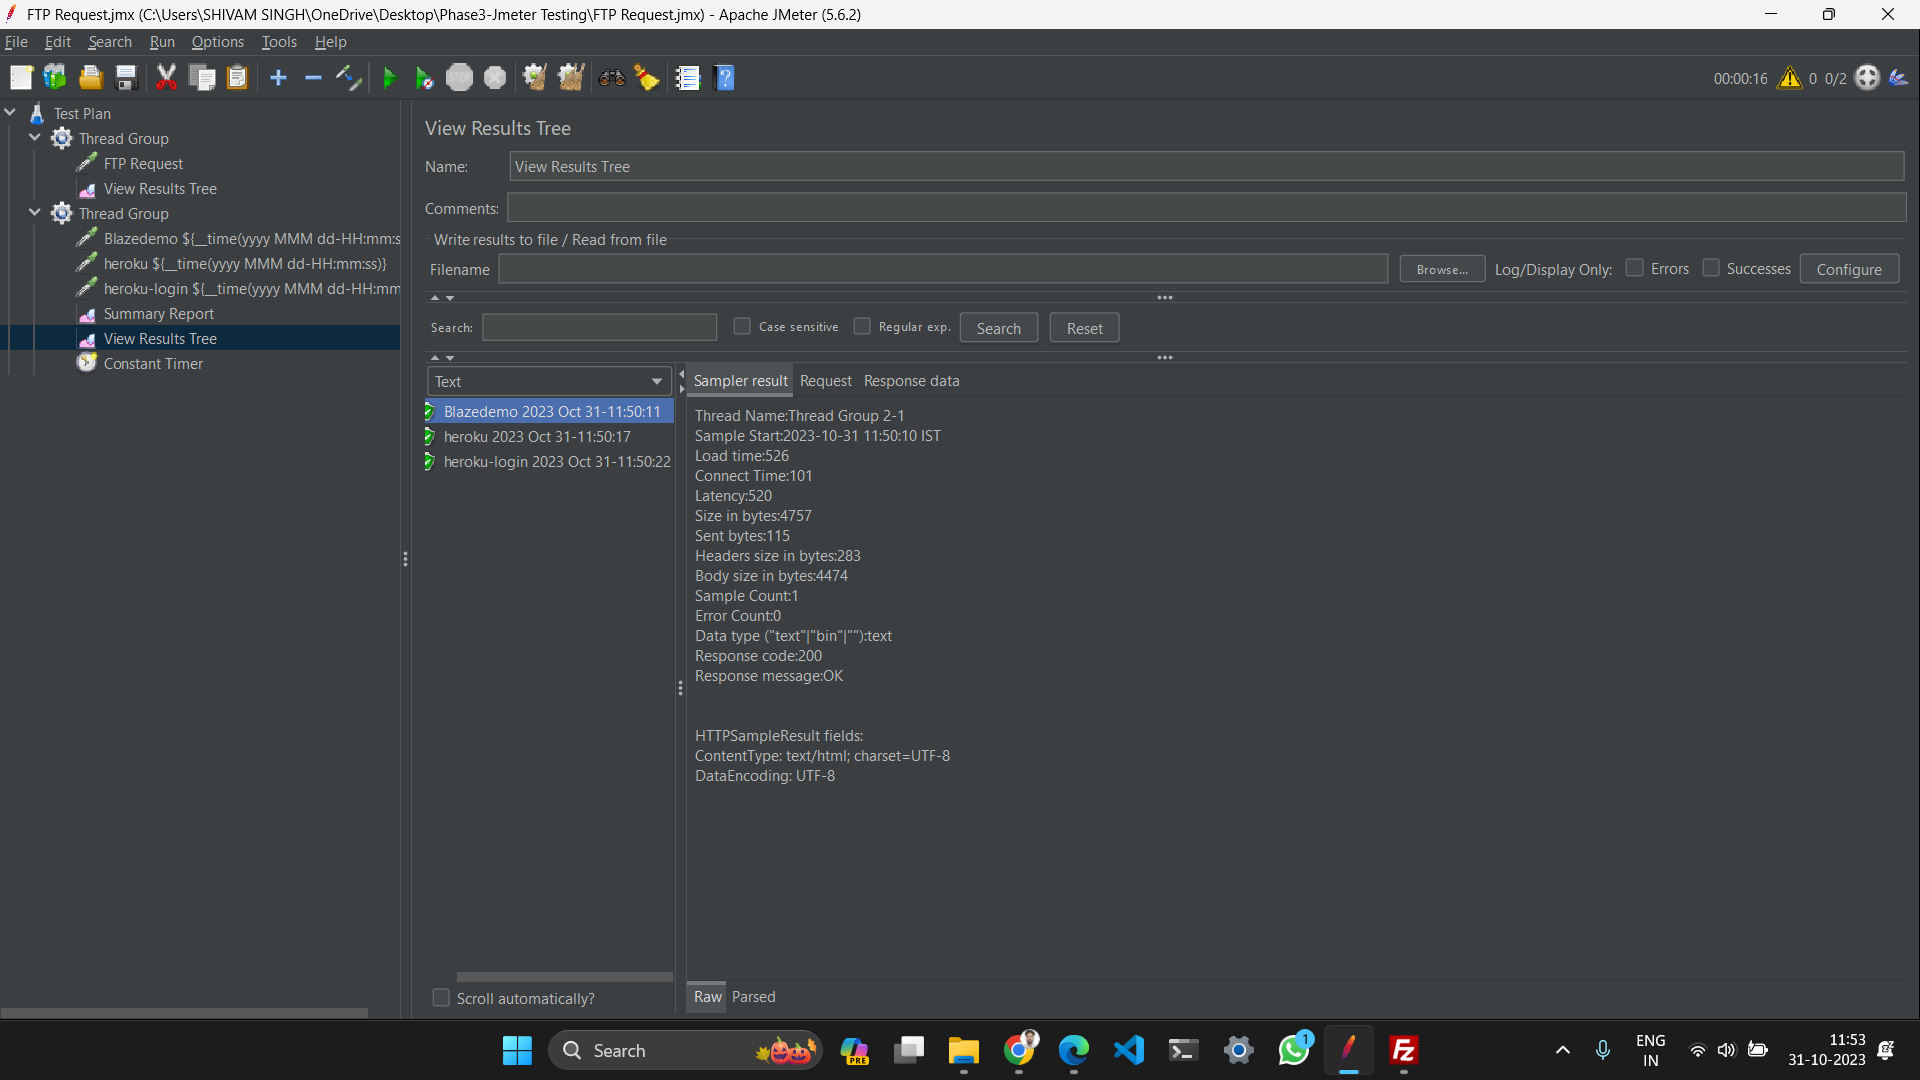 FTP Request.jmx (C:\Users\SHIVAM SINGH\OneDrive\Desktop\Phase3-Jmeter Testing\FTP Request.jmx) - Apache JMeter (5.6.2)
File Edit Search Run Options Tools Help
STOP
00:00:16 0 0/2
Test Plan
Thread Group
FTP Request
View Results Tree
Thread Group
Blazedemo ${__time(yyyy MMM dd-HH:mm:s
heroku ${__time(yyyy MMM dd-HH:mm:ss)}
heroku-login ${__time(yyyy MMM dd-HH:mm
Summary Report
View Results Tree
Constant Timer
View Results Tree
Name: View Results Tree
Comments:
Write results to file / Read from file
Filename Browse... Log/Display Only: Errors Successes Configure
Search: Case sensitive Regular exp. Search Reset
Text
Blazedemo 2023 Oct 31-11:50:11
heroku 2023 Oct 31-11:50:17
heroku-login 2023 Oct 31-11:50:22
Scroll automatically?
Sampler result Request Response data
Thread Name:Thread Group 2-1
Sample Start:2023-10-31 11:50:10 IST
Load time:526
Connect Time:101
Latency:520
Size in bytes:4757
Sent bytes:115
Headers size in bytes:283
Body size in bytes:4474
Sample Count:1
Error Count:0
Data type ("text"|"bin"|""):text
Response code:200
Response message:OK
HTTPSampleResult fields:
ContentType: text/html; charset=UTF-8
DataEncoding: UTF-8
Raw Parsed
Search
PRE
1
Fz
ENG
IN
11:53
31-10-2023